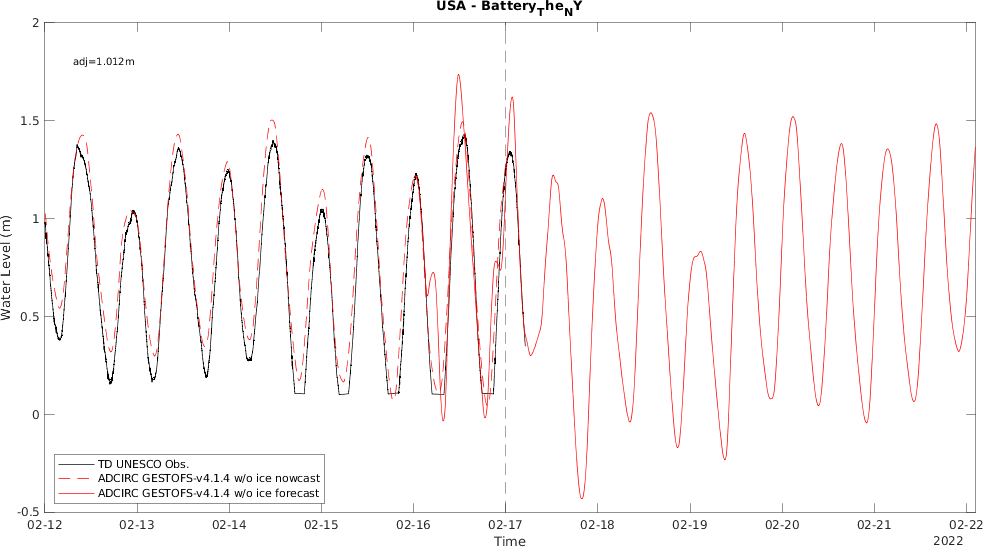 USA - Battery_The_NY
2
adj=1.012m
1.5
1
0.5
0
-0.5
Water Level (m)
TD UNESCO Obs.
ADCIRC GESTOFS-v4.1.4 w/o ice nowcast
ADCIRC GESTOFS-v4.1.4 w/o ice forecast
02-12 02-13 02-14 02-15 02-16 02-17 02-18 02-19 02-20 02-21 02-22
Time
2022